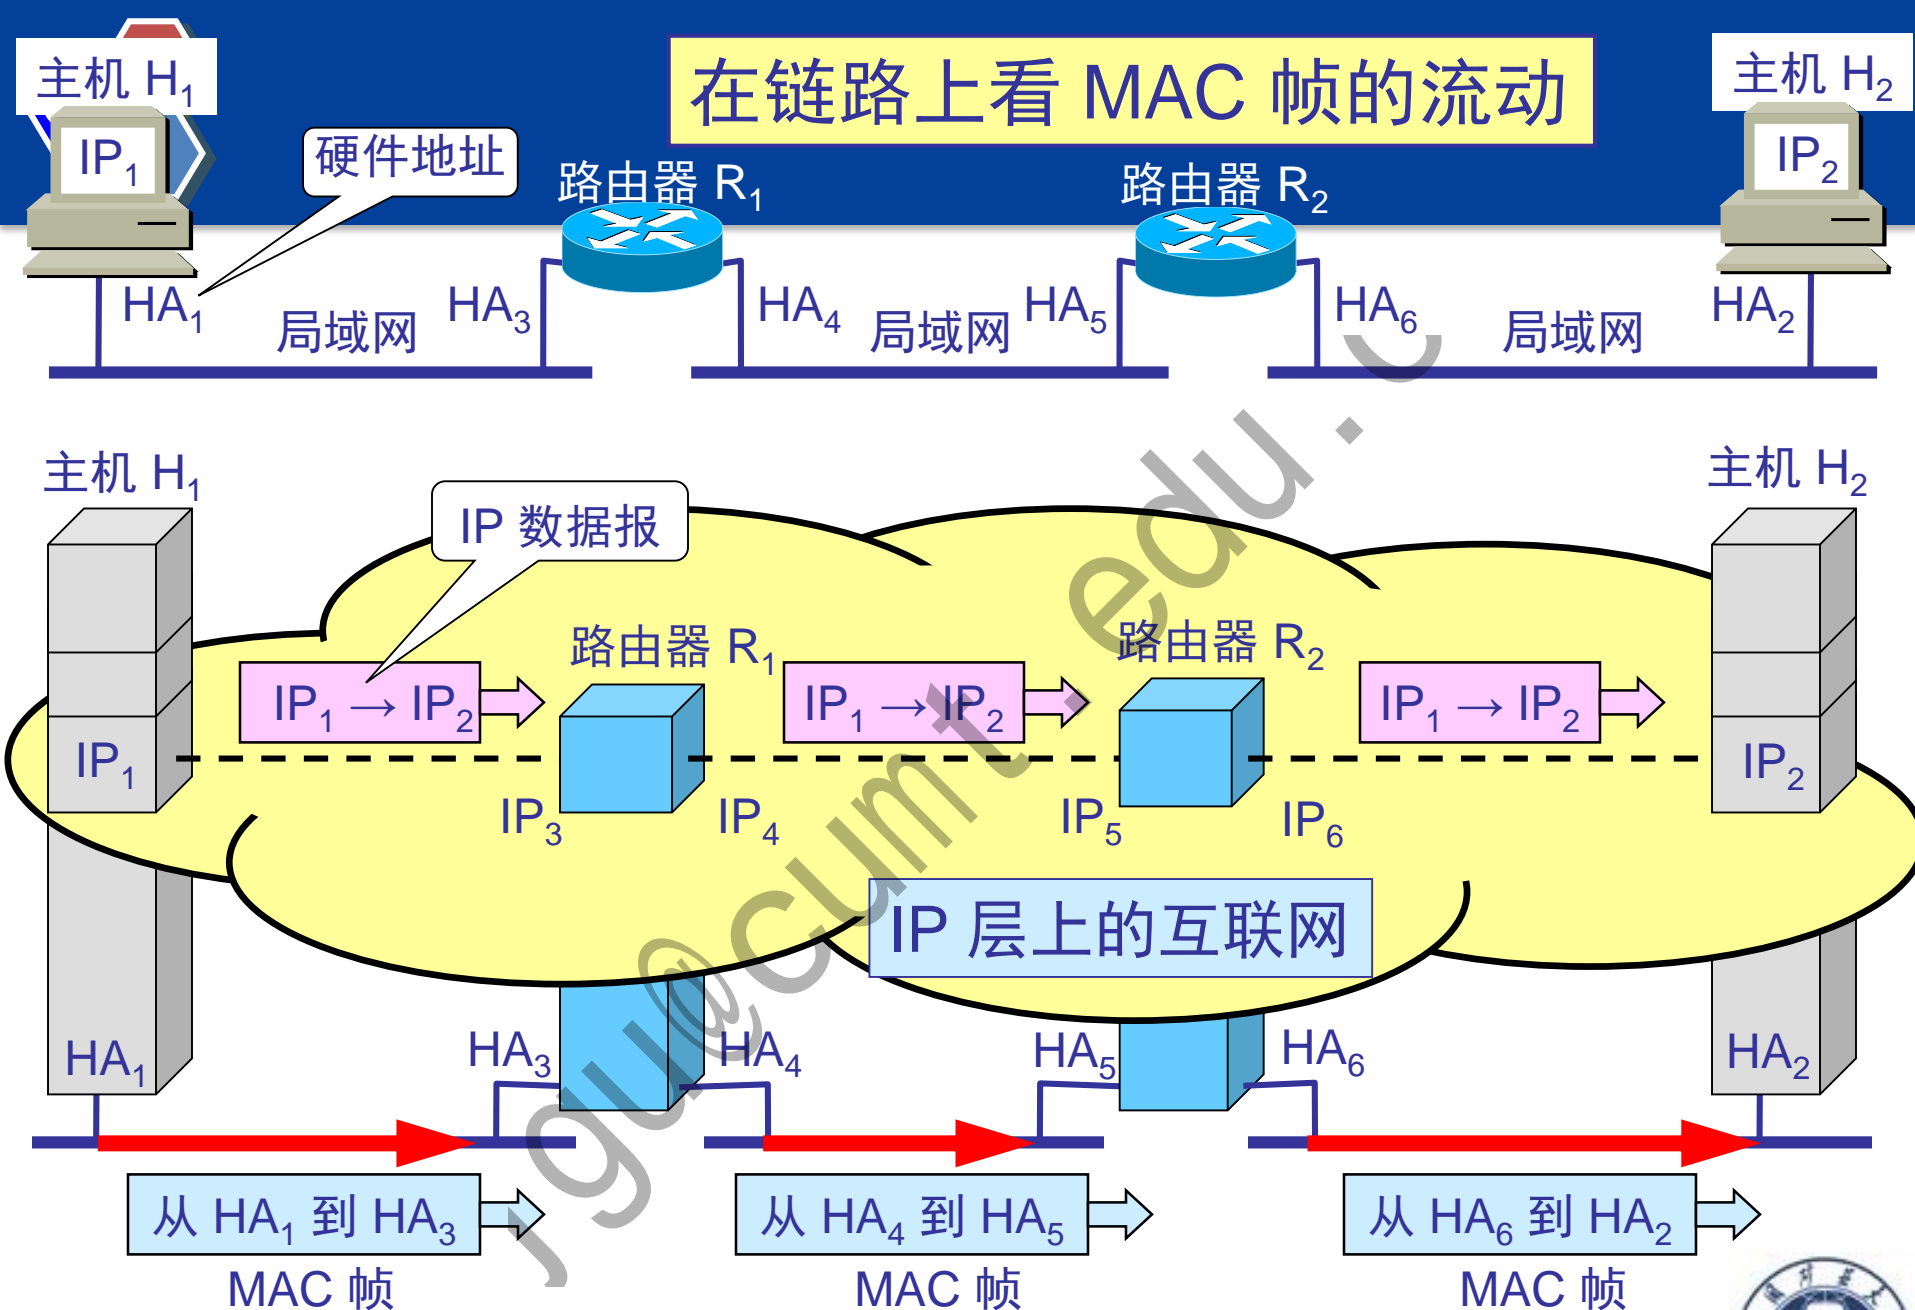 主机 H1
在链路上看 MAC 帧的流动
主机 H2
IP1
硬件地址
路由器 R1
路由器 R2
IP2
HA1
局域网
HA3
HA4
局域网
HA5
HA6
局域网
HA2
主机 H1
主机 H2
IP 数据报
路由器 R1
路由器 R2
IP1 → IP2
IP1 → IP2
IP1 → IP2
IP1
IP2
IP3
IP4
IP5
IP6
IP 层上的互联网
HA1
HA3
HA4
HA5
HA6
HA2
从 HA1 到 HA3
从 HA4 到 HA5
从 HA6 到 HA2
MAC 帧
MAC 帧
MAC 帧